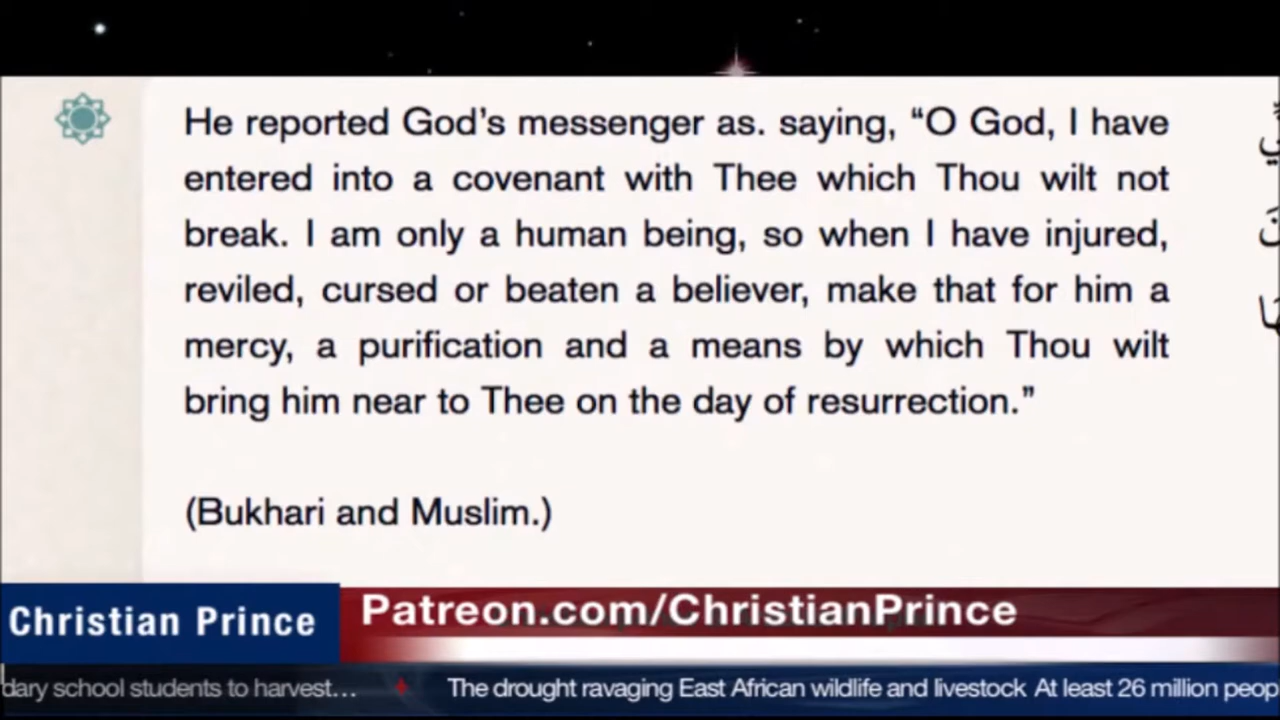 He reported God’s messenger as. saying, “O God, I have
entered into a covenant with Thee which Thou wilt not
break. I am only a human being, so when I have injured,
reviled, cursed or beaten a believer, make that for him a
mercy, a purification and a means by which Thou wilt
bring him near to Thee on the day of resurrection.”
(Bukhari and Muslim.)
Christian Prince
Patreon.com/ChristianPrince
dary school students to harvest…
The drought ravaging East African wildlife and livestock At least 26 million peop